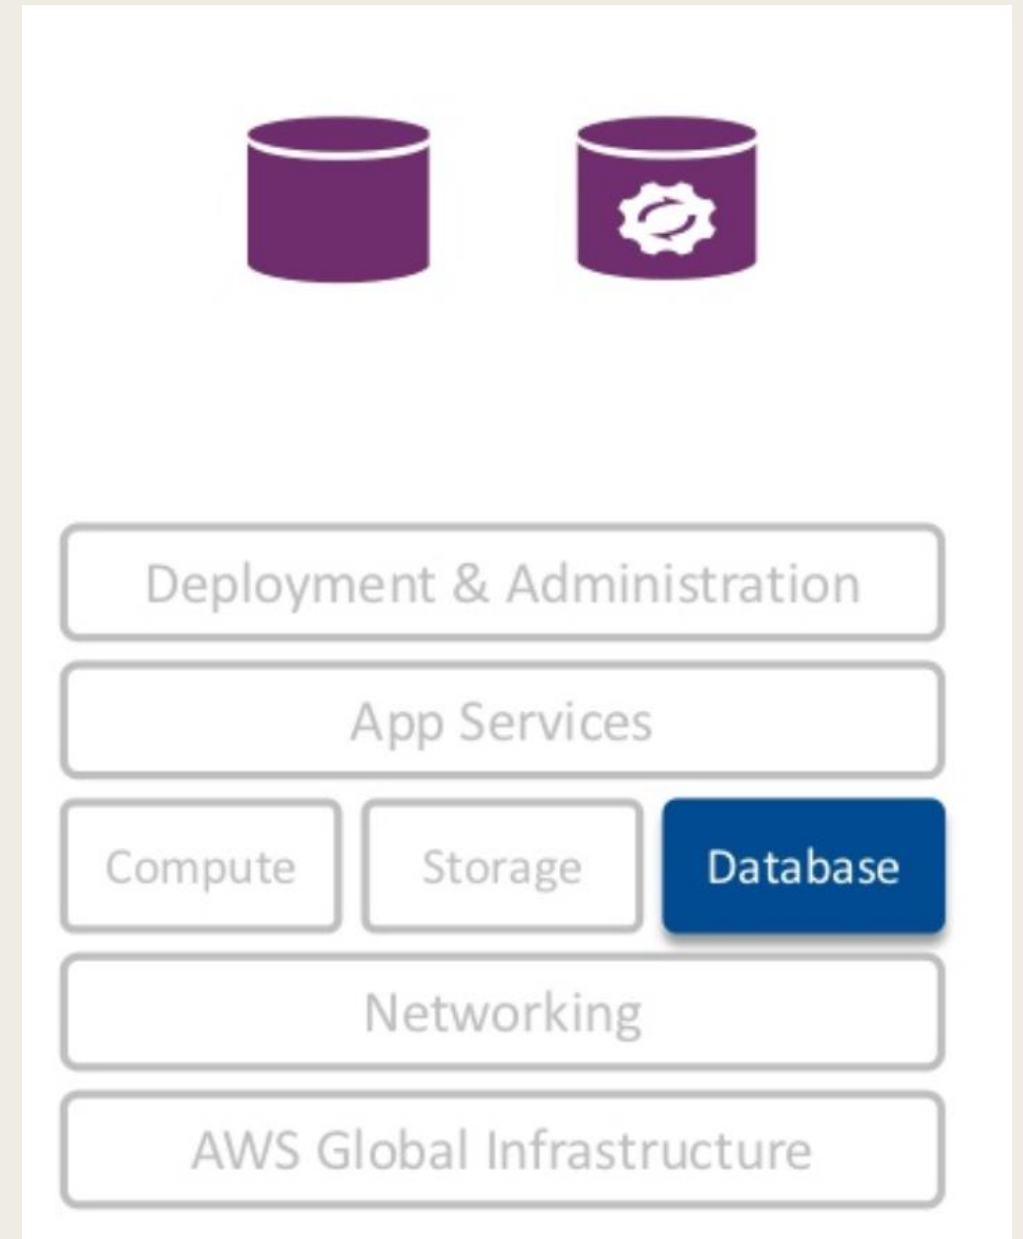 Deployment & Administration
App Services
Compute
Storage
Database
Networking
AWS Global Infrastructure